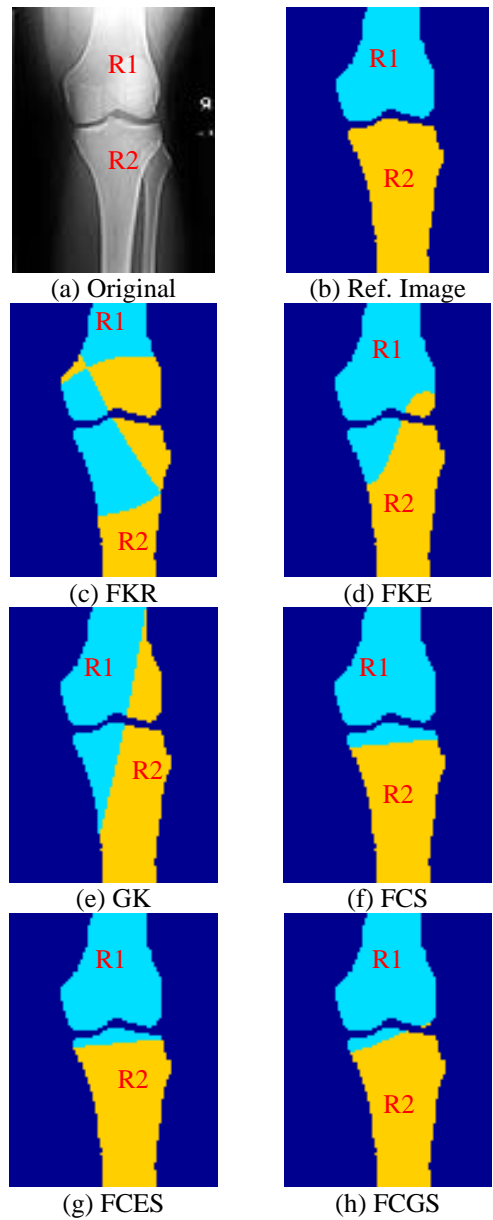 R1
R2
(a) Original
R1
R2
(b) Ref. Image
R1
R2
(c) FKR
R1
R2
(d) FKE
R1
R2
(e) GK
R1
R2
(f) FCS
R1
R2
(g) FCES
R1
R2
(h) FCGS